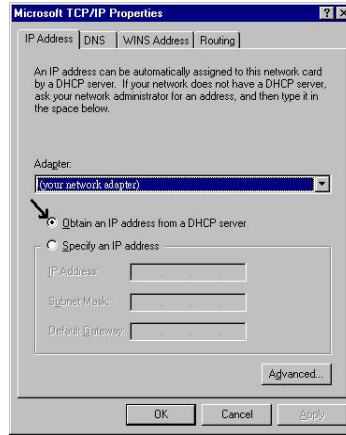 Microsoft TCP/IP Properties
IP Address DNS WINS Address Routing
An IP address can be automatically assigned to this network card
by a DHCP server. If your network does not have a DHCP server,
ask your network administrator for an address, and then type it in
the space below.
Adapter:
(your network adapter)
Obtain an IP address from a DHCP server
Specify an IP address
IP Address:
Subnet Mask:
Default Gateway:
Advanced...
OK Cancel Apply